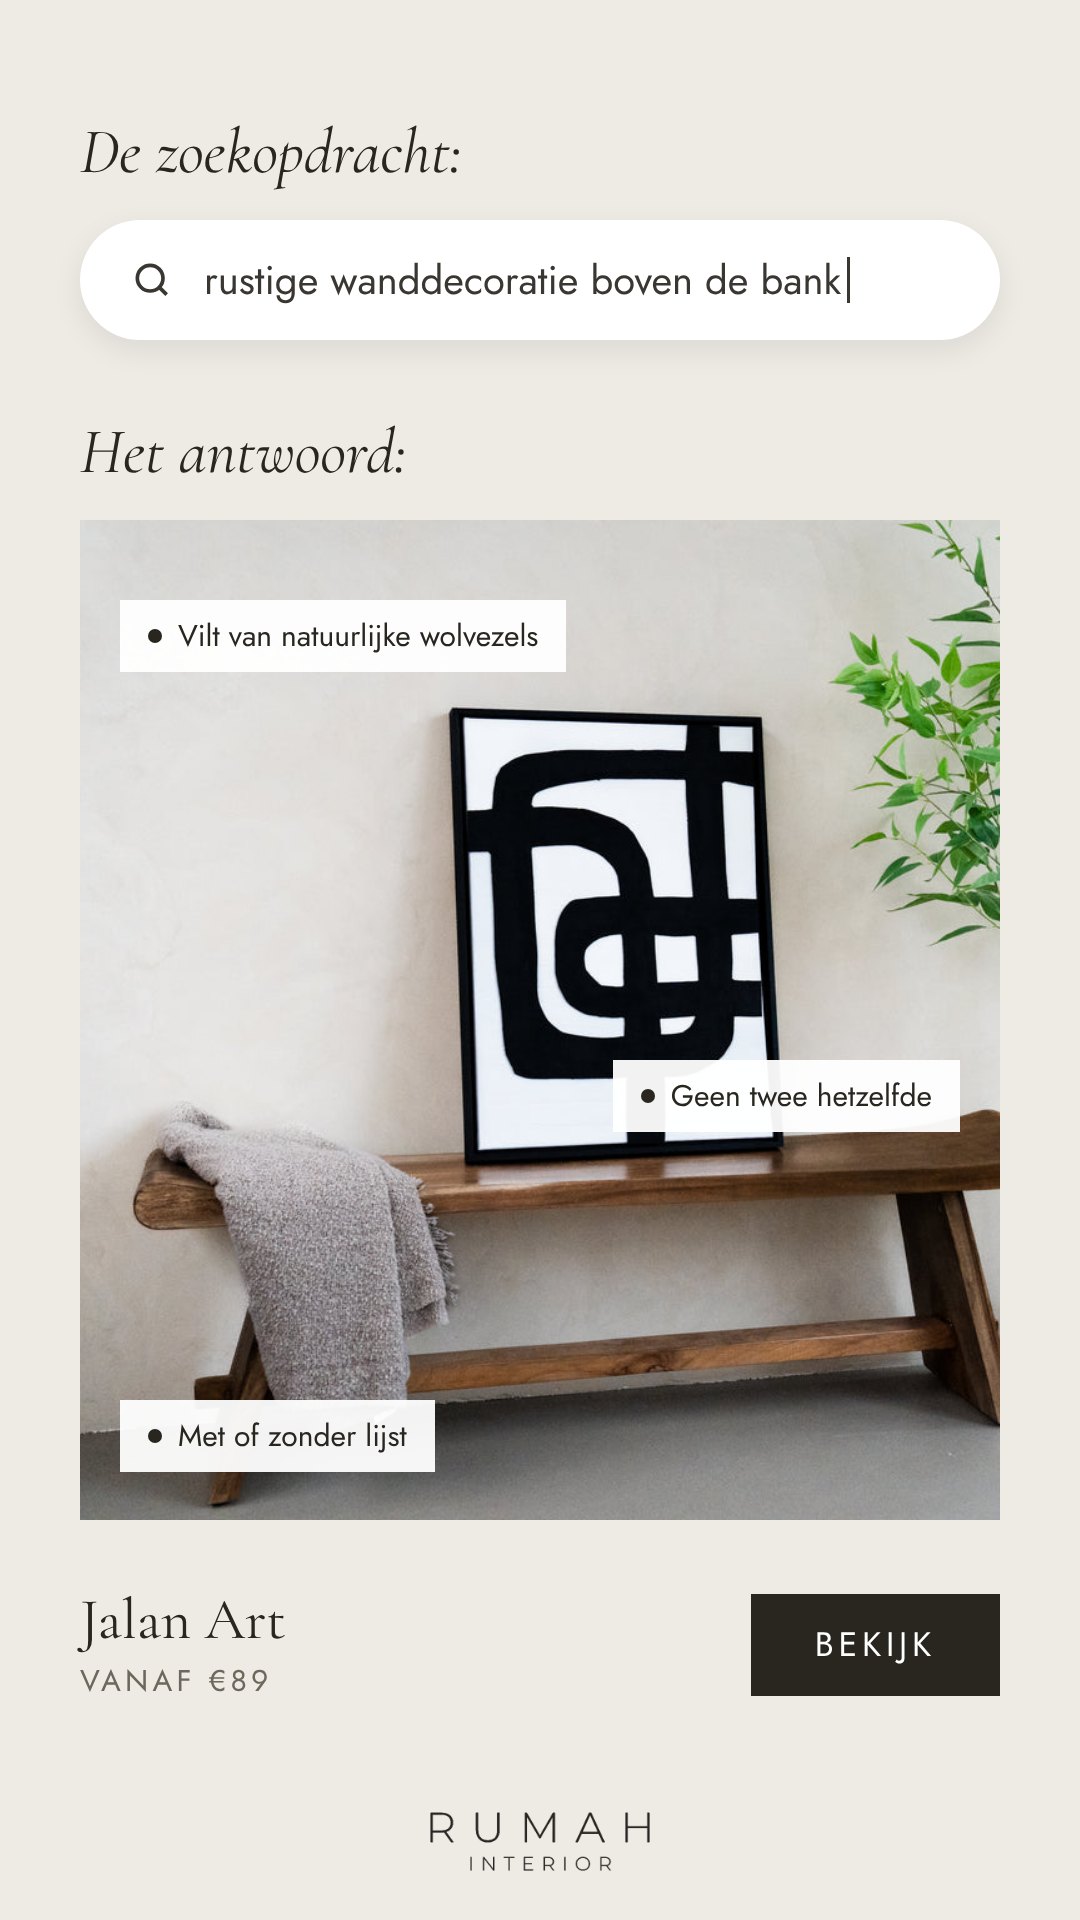 De zoekopdracht:
rustige wanddecoratie boven de bank
Het antwoord:
Vilt van natuurlijke wolvezels
Geen twee hetzelfde
Met of zonder lijst
Jalan Art
VANAF €89
BEKIJK
RUMAH
INTERIOR